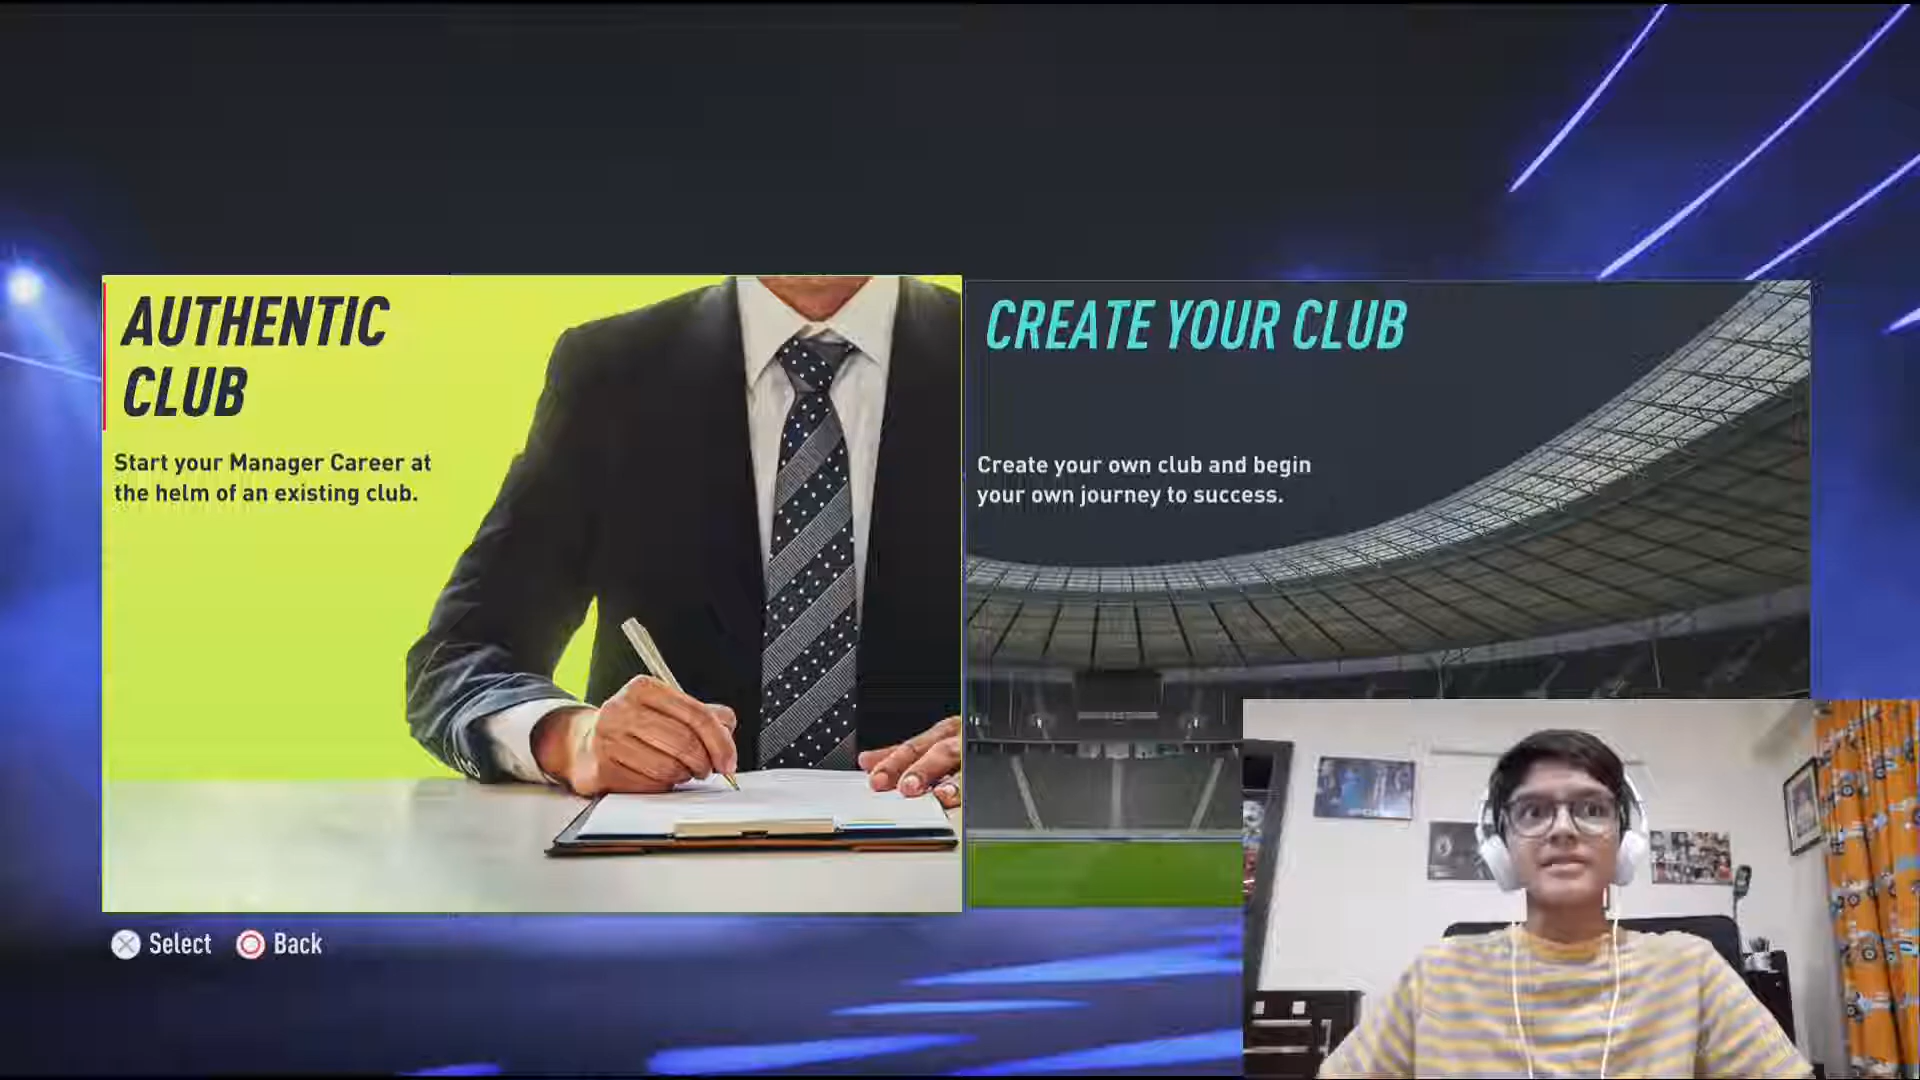 AUTHENTIC
CLUB
Start your Manager Career at
the helm of an existing club.
CREATE YOUR CLUB
Create your own club and begin
your own journey to success.
Select
Back